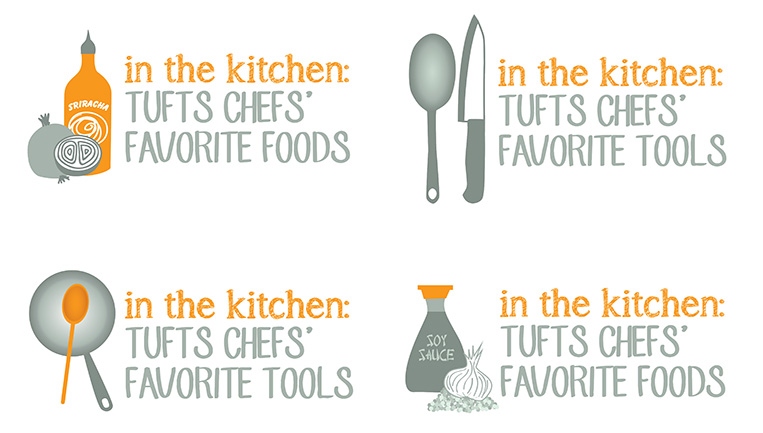 SRIRACHA
in the kitchen:
TUFTS CHEFS'
FAVORITE FOODS
in the kitchen:
TUFTS CHEFS'
FAVORITE TOOLS
in the kitchen:
TUFTS CHEFS'
FAVORITE TOOLS
SOY
SAUCE
in the kitchen:
TUFTS CHEFS'
FAVORITE FOODS